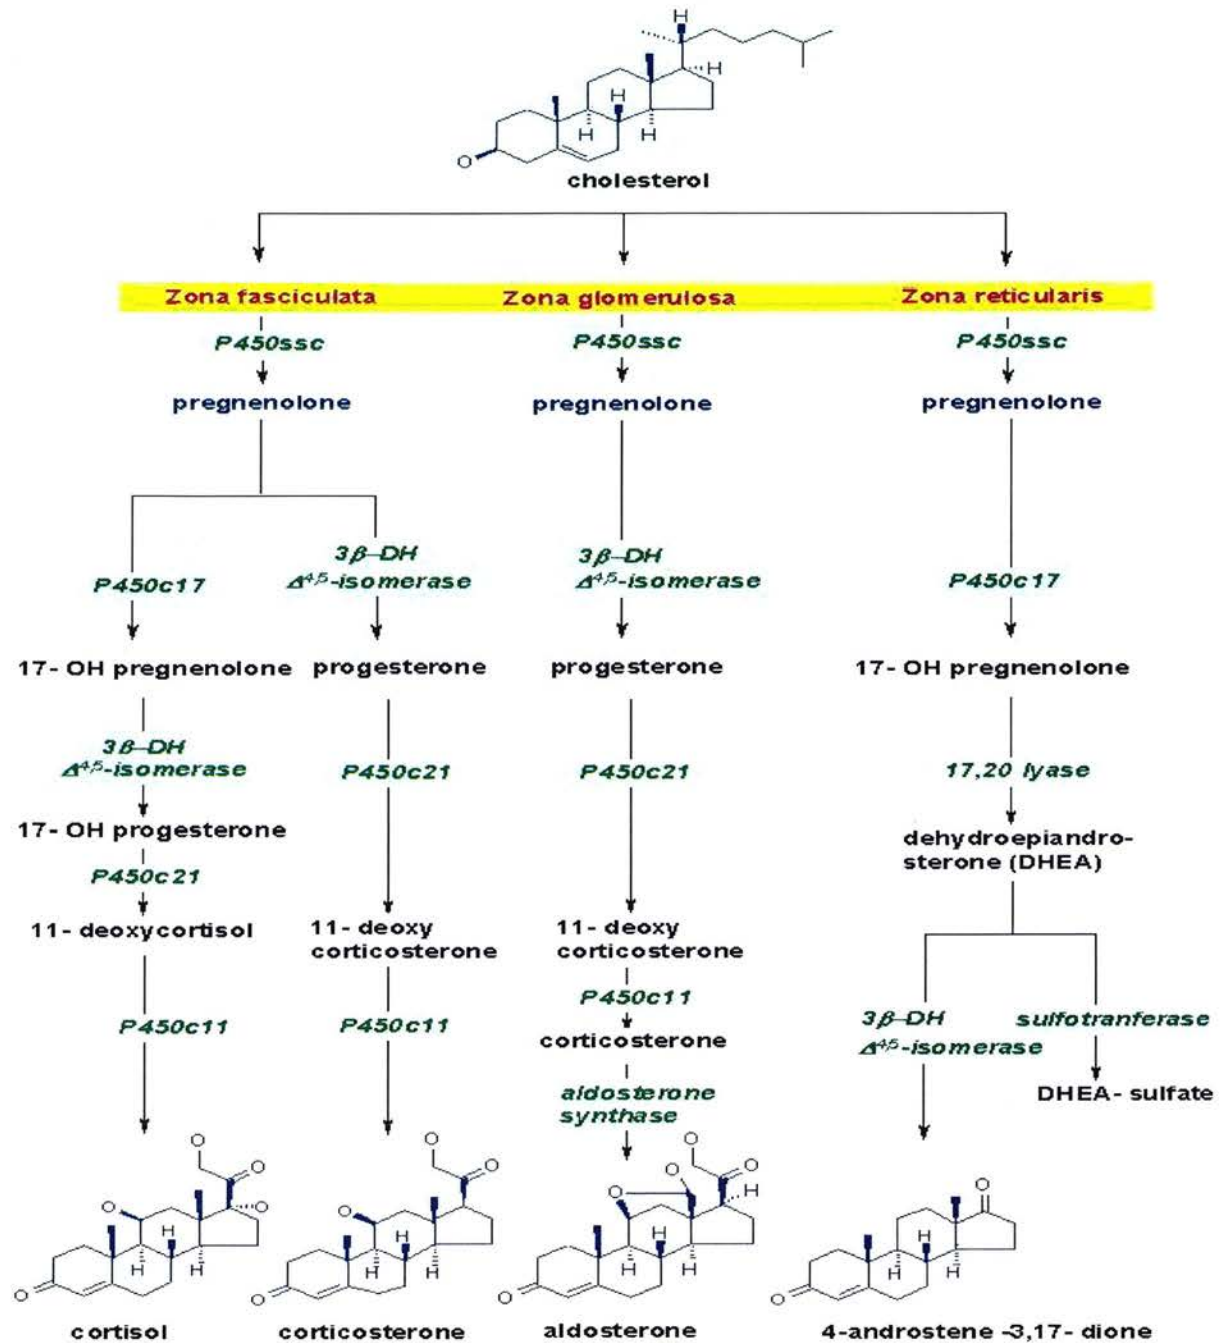 cholesterol
Zona fasciculata Zona glomerulosa Zona reticularis
P450ssc P450ssc P450ssc
pregnenolone pregnenolone pregnenolone
3β-DH 3β-DH
P450c17 Δ4,5-isomerase Δ4,5-isomerase P450c17
17- OH pregnenolone progesterone progesterone 17- OH pregnenolone
3β-DH
Δ4,5-isomerase P450c21 P450c21 17,20 lyase
17- OH progesterone dehydroepiandro-
sterone (DHEA)
P450c21
11- deoxycortisol 11- deoxy 11- deoxy
corticosterone corticosterone
P450c11
P450c11 P450c11 3β-DH sulfotranferase
corticosterone Δ4,5-isomerase
aldosterone DHEA- sulfate
synthase
cortisol corticosterone aldosterone 4-androstene -3,17- dione
H
H
H
H
H
O
O
O
O
O
O
H
H
H
O
O
O
O
H
H
H
O
O
O
O
H
H
H
H
O
O
O
H
H
H
O